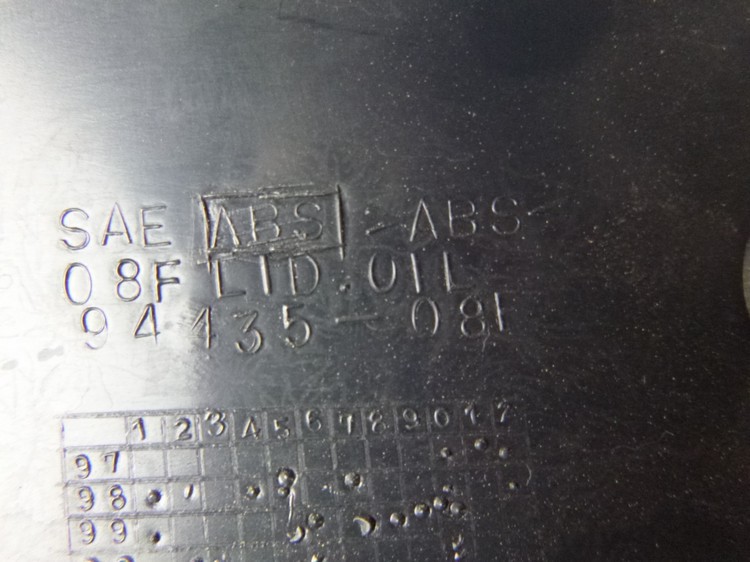 SAE ABS >ABS<
08F LID.OIL
94435-08F
1 2 3 4 5 6 7 8 9 0 1 2
97
98
99